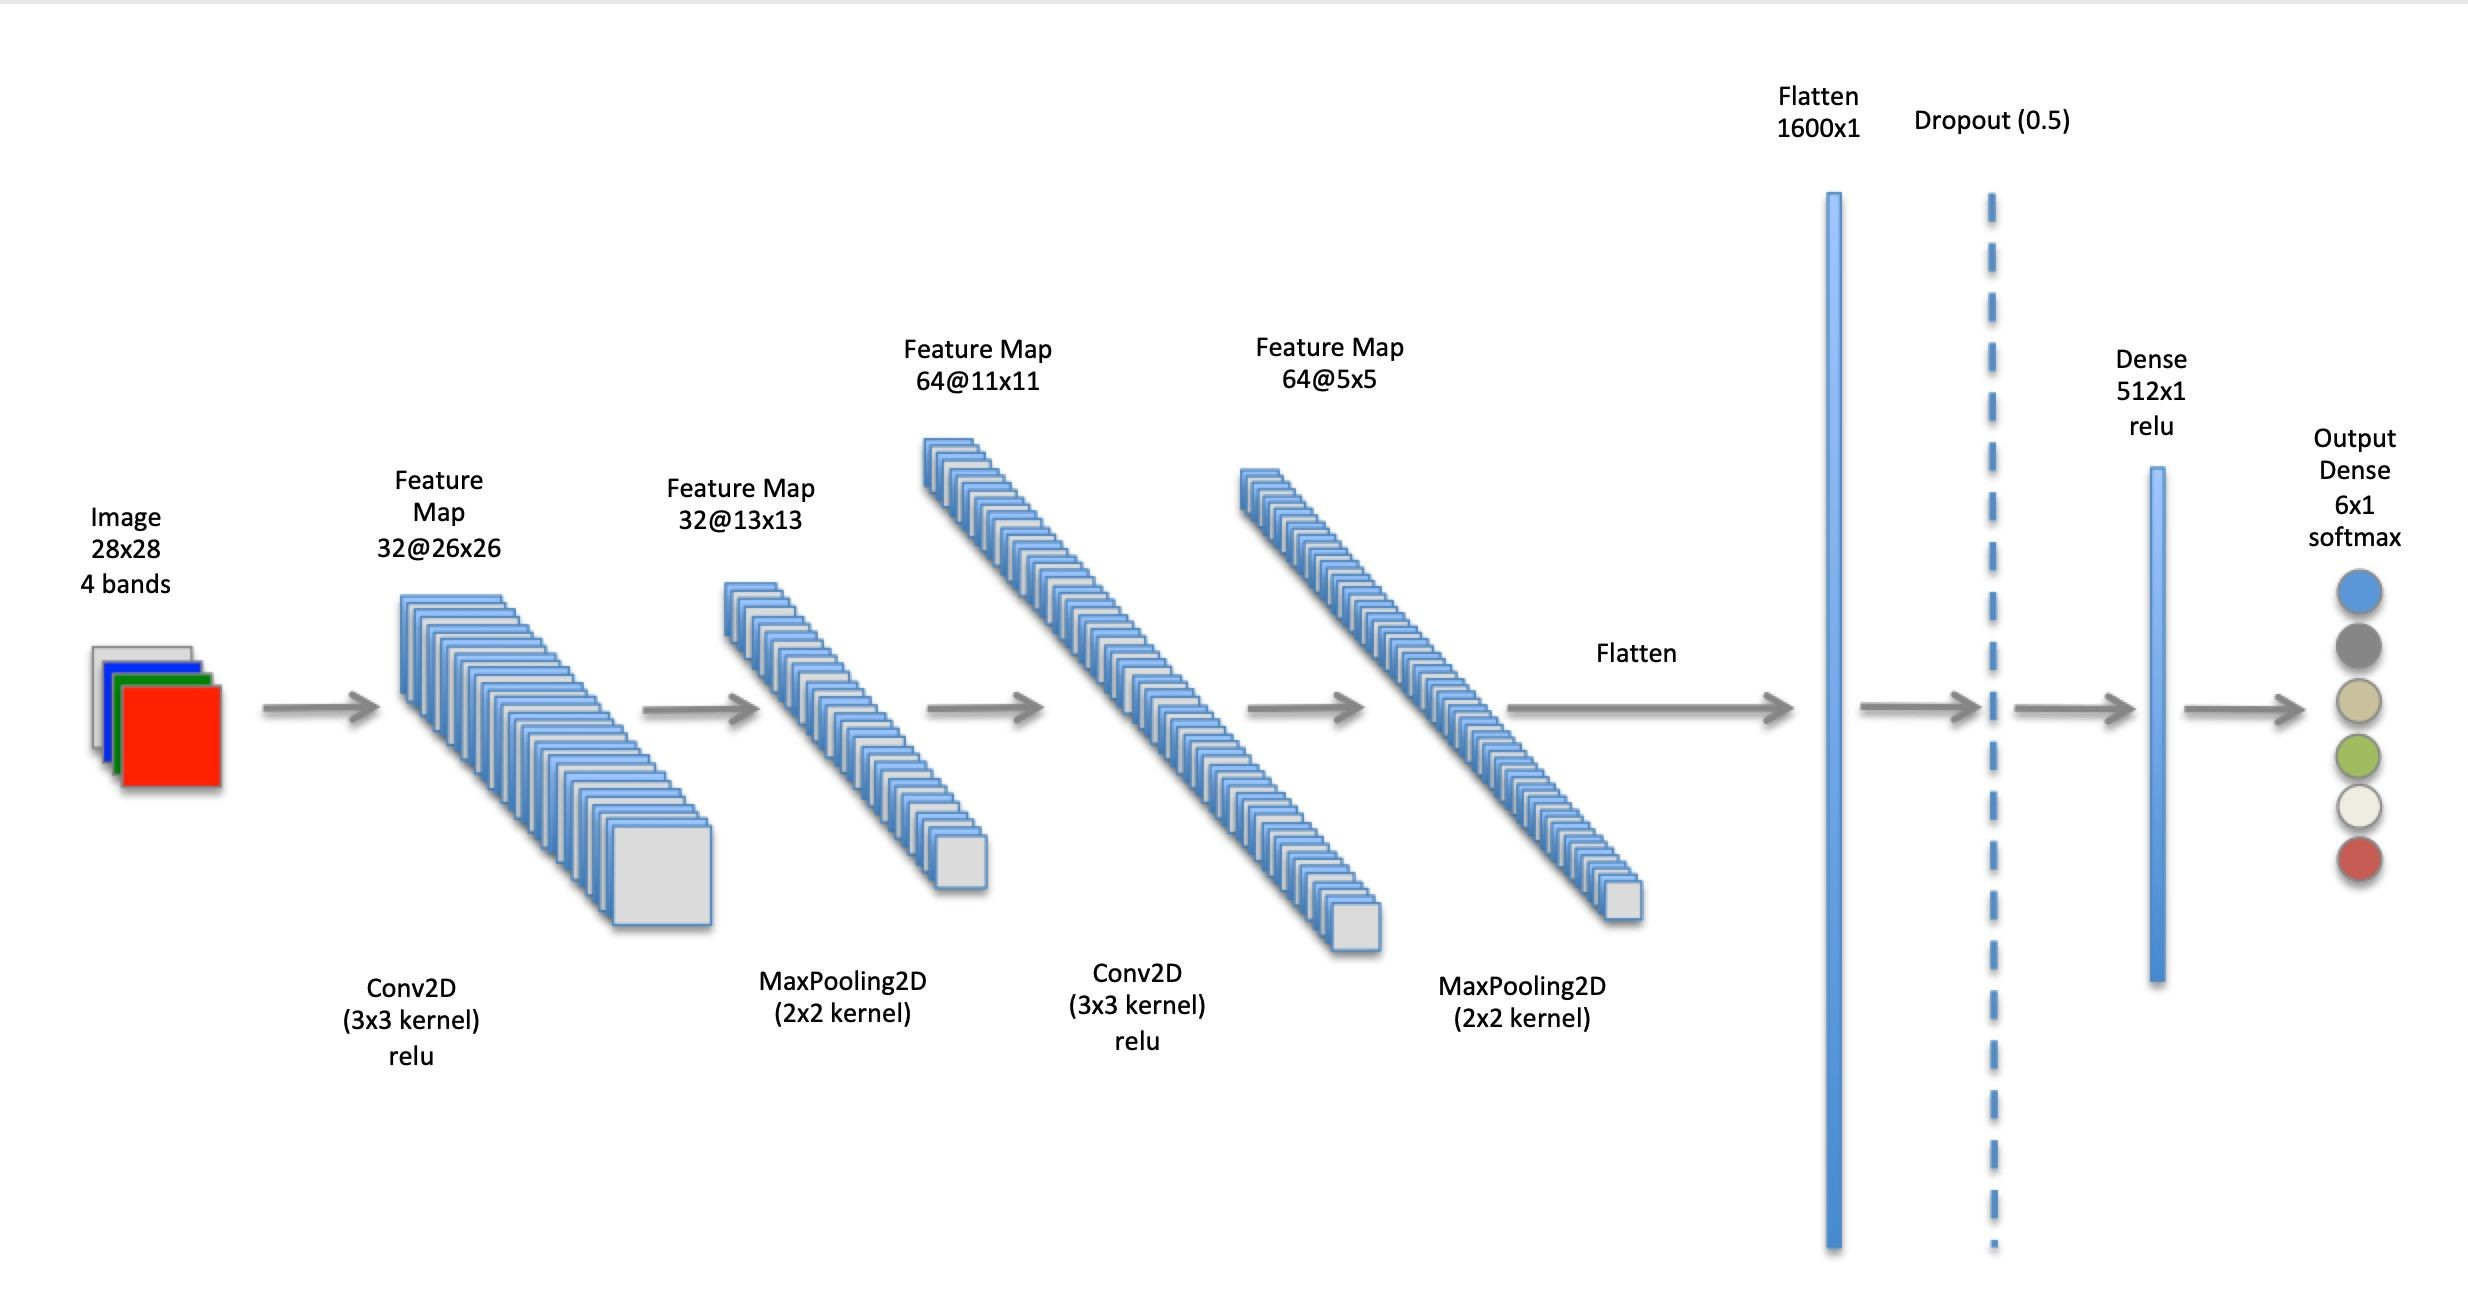 Image
28x28
4 bands
Feature
Map
32@26x26
Conv2D
(3x3 kernel)
relu
Feature Map
32@13x13
MaxPooling2D
(2x2 kernel)
Feature Map
64@11x11
Conv2D
(3x3 kernel)
relu
Feature Map
64@5x5
MaxPooling2D
(2x2 kernel)
Flatten
Flatten
1600x1
Dropout (0.5)
Dense
512x1
relu
Output
Dense
6x1
softmax